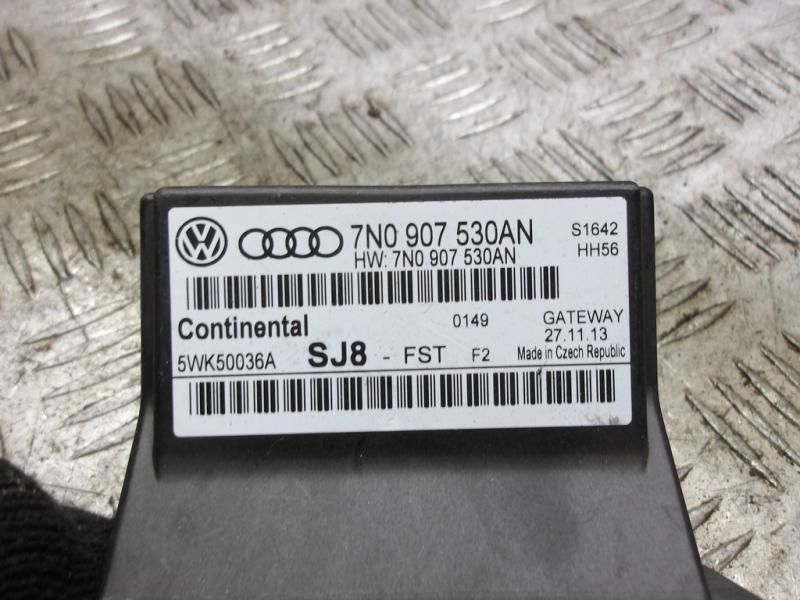 7N0 907 530AN S1642
HW: 7N0 907 530AN HH56
Continental 0149 GATEWAY
27.11.13
5WK50036A SJ8 - FST F2 Made in Czech Republic